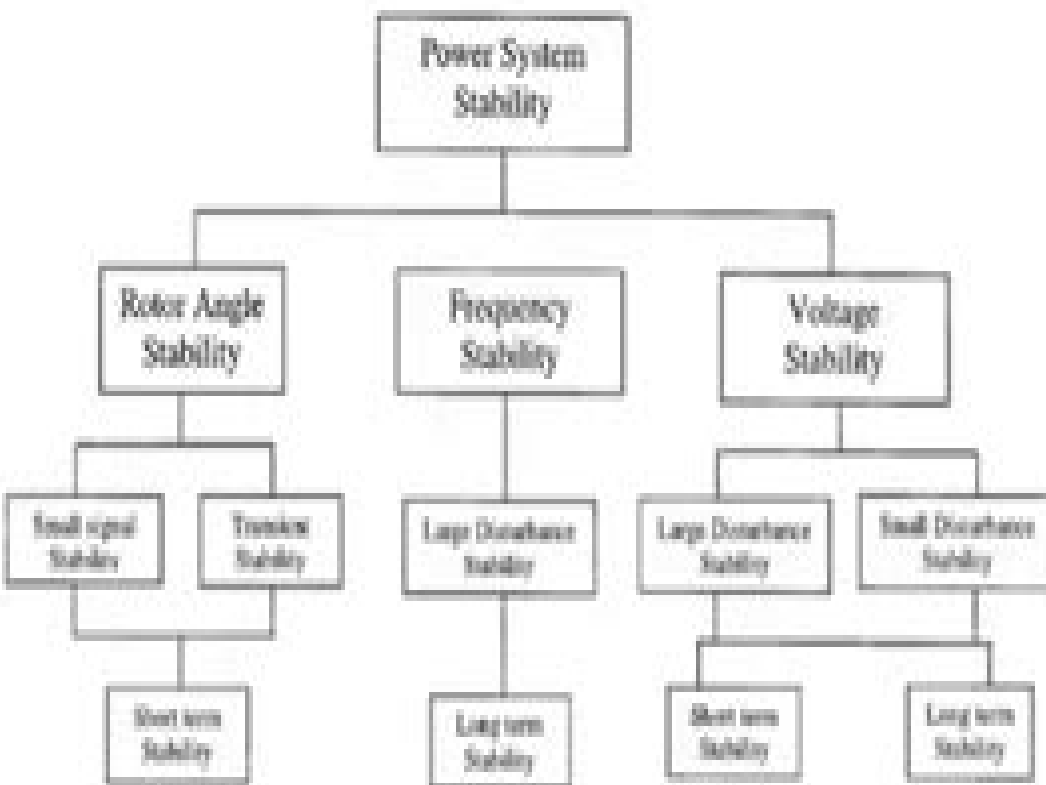 Power System
Stability
Rotor Angle
Stability
Frequency
Stability
Voltage
Stability
Small signal
Stability
Transient
Stability
Large Disturbance
Stability
Large Disturbance
Stability
Small Disturbance
Stability
Short term
Stability
Long term
Stability
Short term
Stability
Long term
Stability